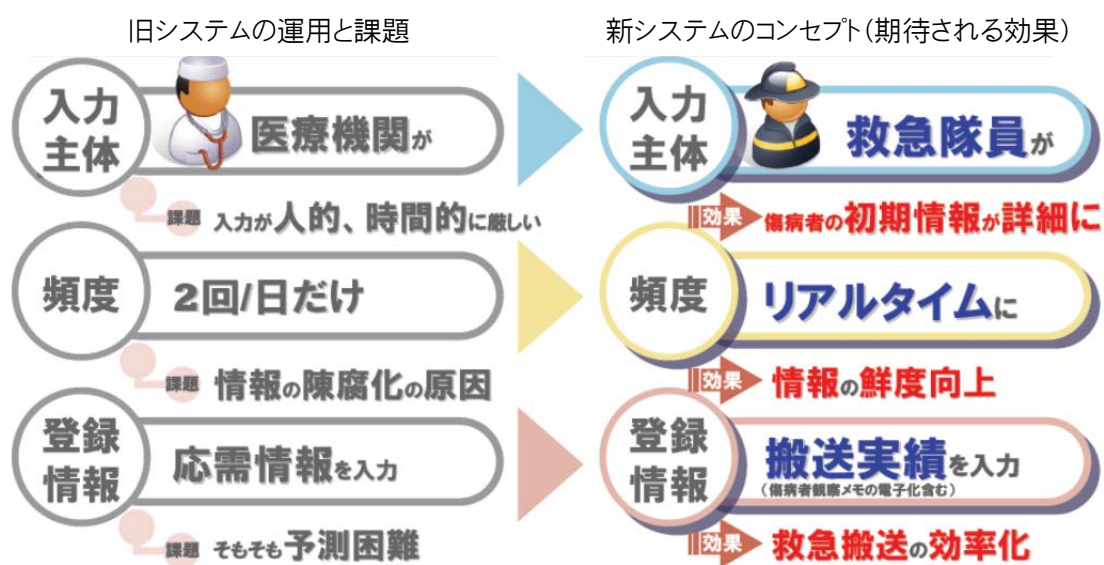 旧システムの運用と課題
新システムのコンセプト(期待される効果)
入力
主体
医療機関が
課題 入力が人的、時間的に厳しい
入力
主体
救急隊員が
効果 傷病者の初期情報が詳細に
頻度
2回/日だけ
課題 情報の陳腐化の原因
頻度
リアルタイムに
効果 情報の鮮度向上
登録
情報
応需情報を入力
課題 そもそも予測困難
登録
情報
搬送実績を入力
(傷病者観察メモの電子化含む)
効果 救急搬送の効率化